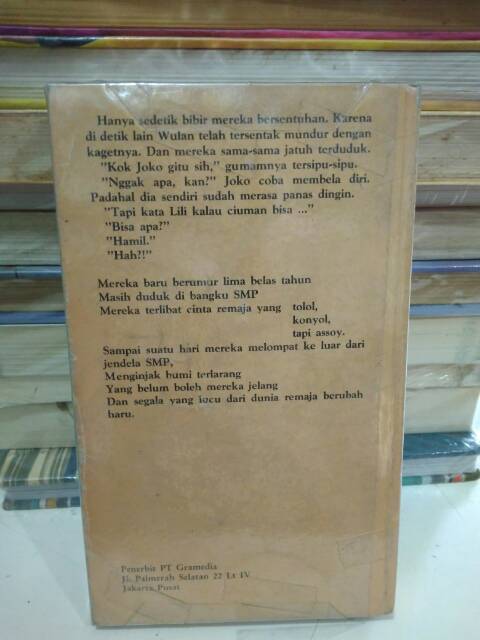 Hanya sedetik bibir mereka bersentuhan. Karena
di detik lain Wulan telah tersentak mundur dengan
kagetnya. Dan mereka sama-sama jatuh terduduk.
"Kok Joko gitu sih," gumamnya tersipu-sipu.
"Nggak apa, kan?" Joko coba membela diri.
Padahal dia sendiri sudah merasa panas dingin.
"Tapi kata Lili kalau ciuman bisa ..."
"Bisa apa?"
"Hamil."
"Hah?!"
Mereka baru berumur lima belas tahun
Masih duduk di bangku SMP
Mereka terlibat cinta remaja yang tolol,
konyol,
tapi assoy.
Sampai suatu hari mereka melompat ke luar dari
jendela SMP,
Menginjak bumi terlarang
Yang belum boleh mereka jelang
Dan segala yang lucu dari dunia remaja berubah
haru.
Penerbit PT Gramedia
Jl. Palmerah Selatan 22 Lt IV
Jakarta Pusat